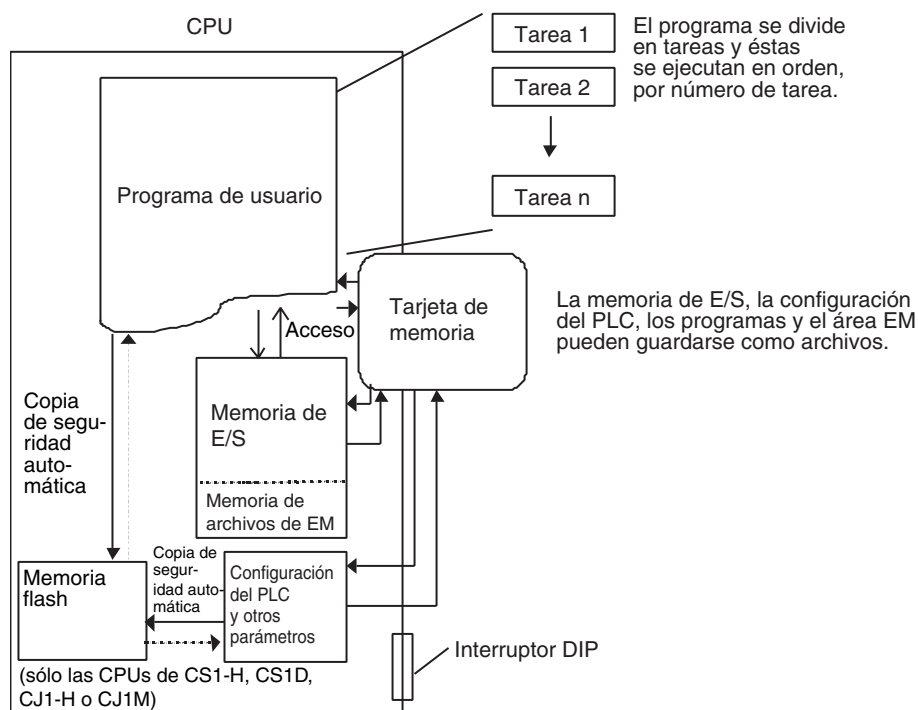 CPU
Tarea 1
Tarea 2
Tarea n
El programa se divide
en tareas y éstas
se ejecutan en orden,
por número de tarea.
Programa de usuario
Tarjeta de
memoria
La memoria de E/S, la configuración
del PLC, los programas y el área EM
pueden guardarse como archivos.
Acceso
Copia
de segu-
ridad
auto-
mática
Memoria de
E/S
Memoria de
archivos de EM
Memoria
flash
Copia de
segur-
idad auto-
mática
Configuración
del PLC
y otros
parámetros
Interruptor DIP
(sólo las CPUs de CS1-H, CS1D,
CJ1-H o CJ1M)